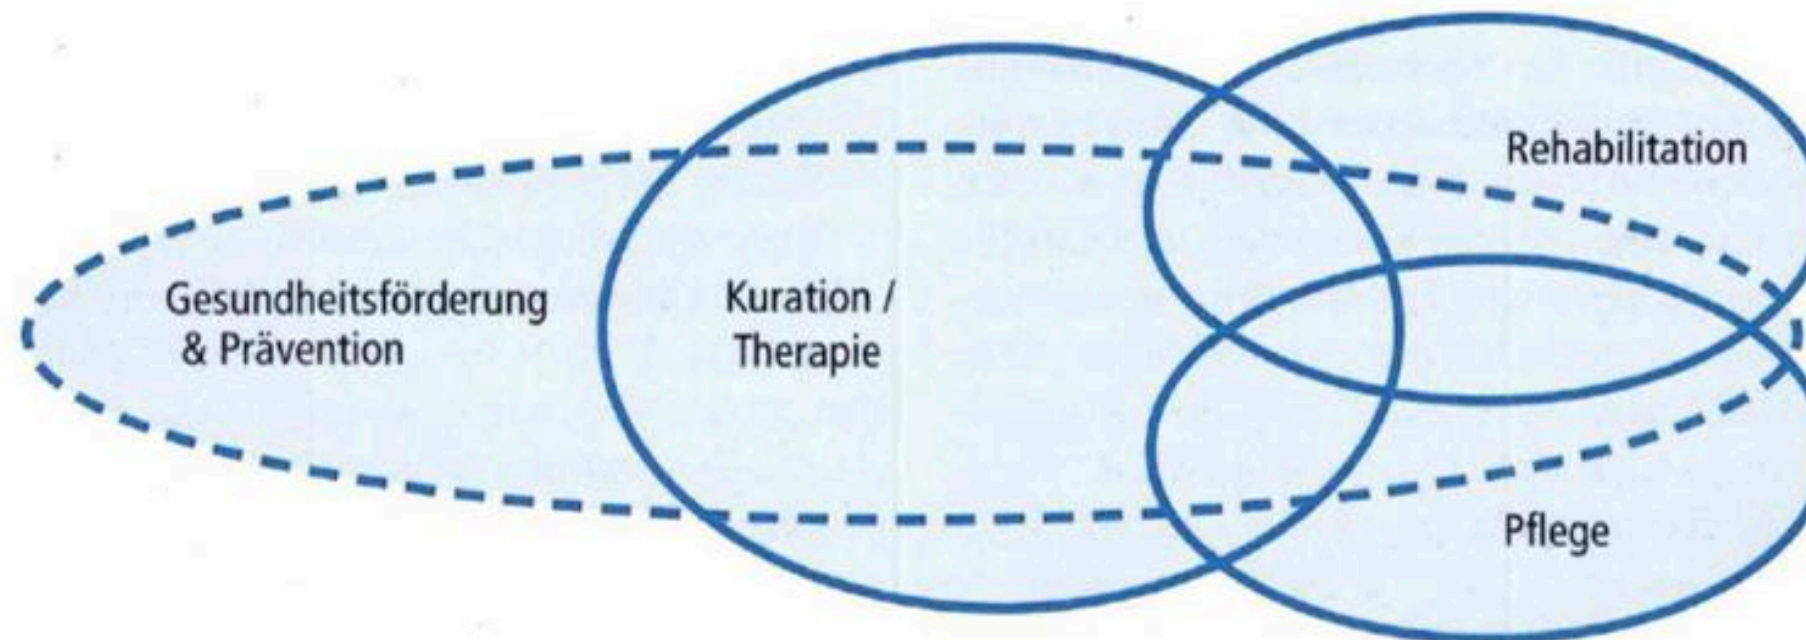 Gesundheitsförderung
& Prävention
Kuration /
Therapie
Rehabilitation
Pflege